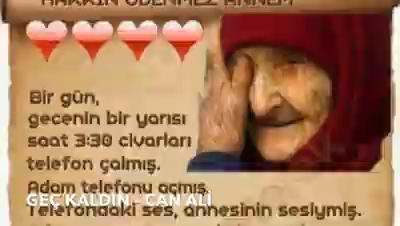 HAKKIN ÖDENMEZ ANNEM
Bir gün,
gecenin bir yarısı
saat 3:30 civarları
telefon çalmış.
Adam telefonu açmış.
GEÇ KALDIN - CAN ALİ
Telefondaki ses, annesinin sesiymiş.